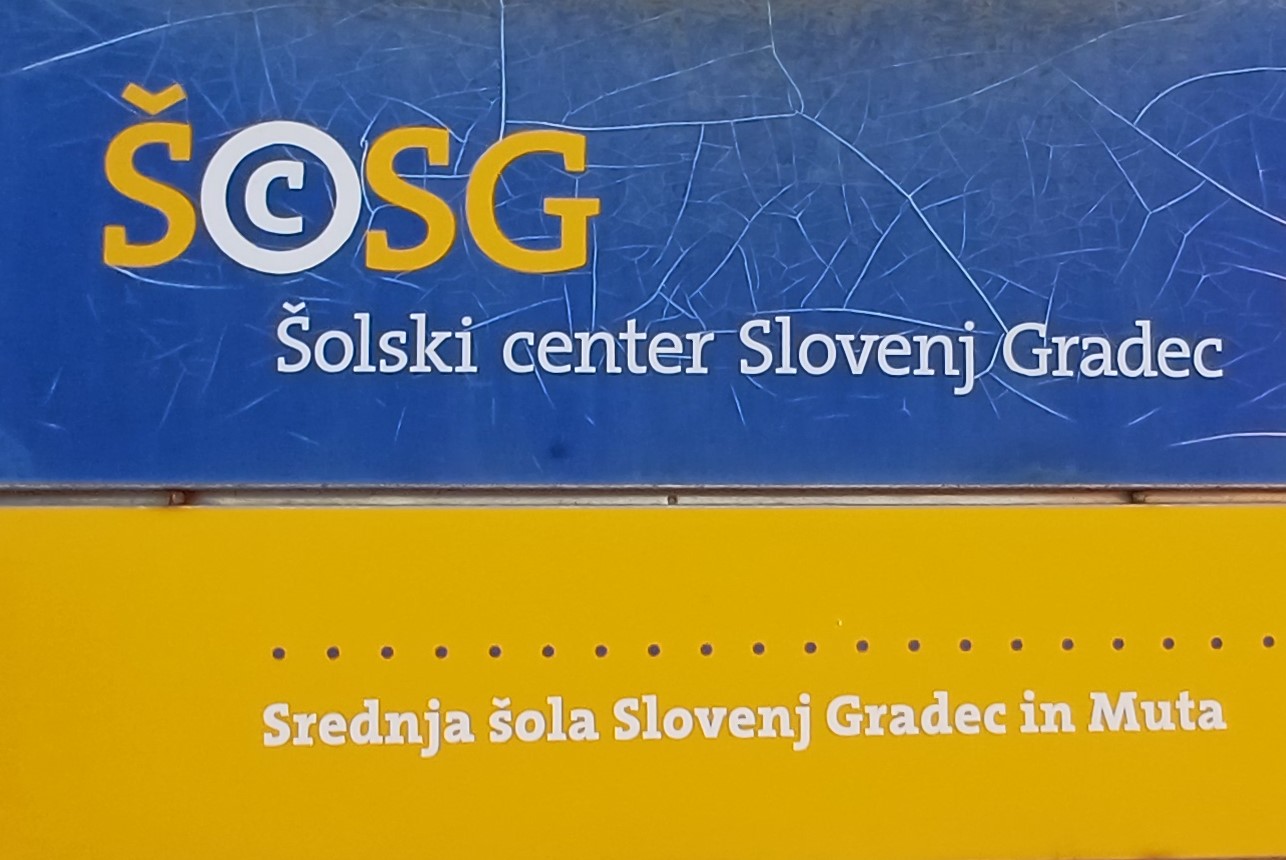 ŠCSG
Šolski center Slovenj Gradec
Srednja šola Slovenj Gradec in Muta